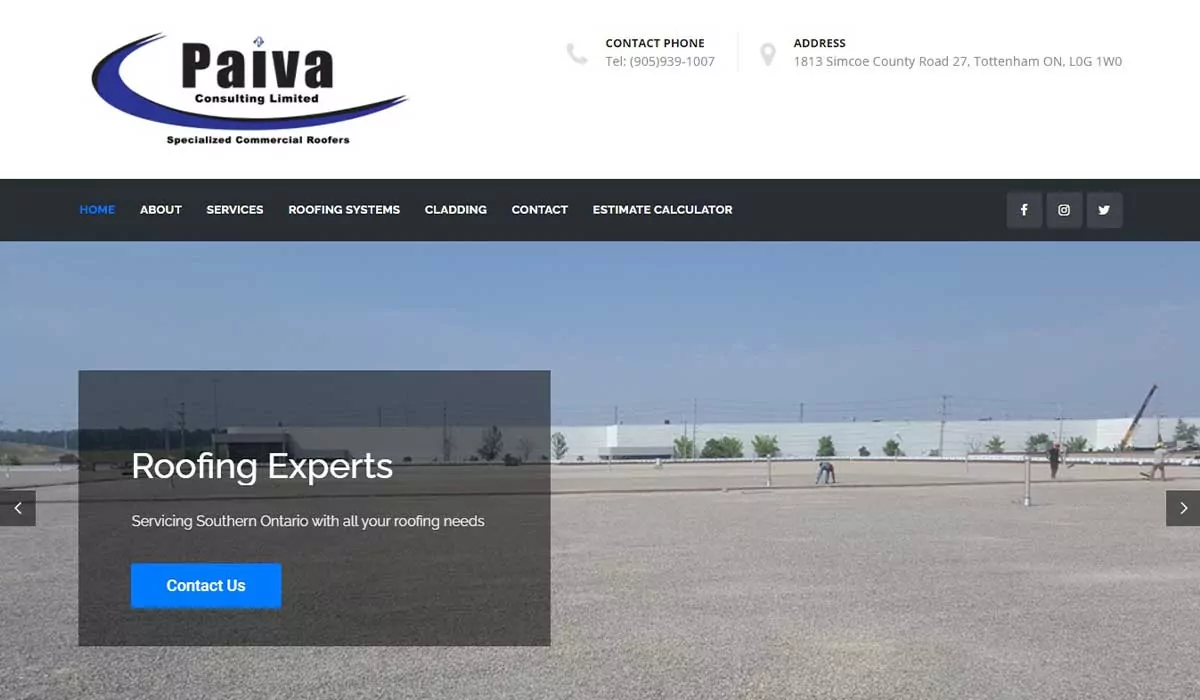 Paiva
Consulting Limited
Specialized Commercial Roofers
CONTACT PHONE
Tel: (905)939-1007
ADDRESS
1813 Simcoe County Road 27, Tottenham ON, L0G 1W0
HOME ABOUT SERVICES ROOFING SYSTEMS CLADDING CONTACT ESTIMATE CALCULATOR
Roofing Experts
Servicing Southern Ontario with all your roofing needs
Contact Us